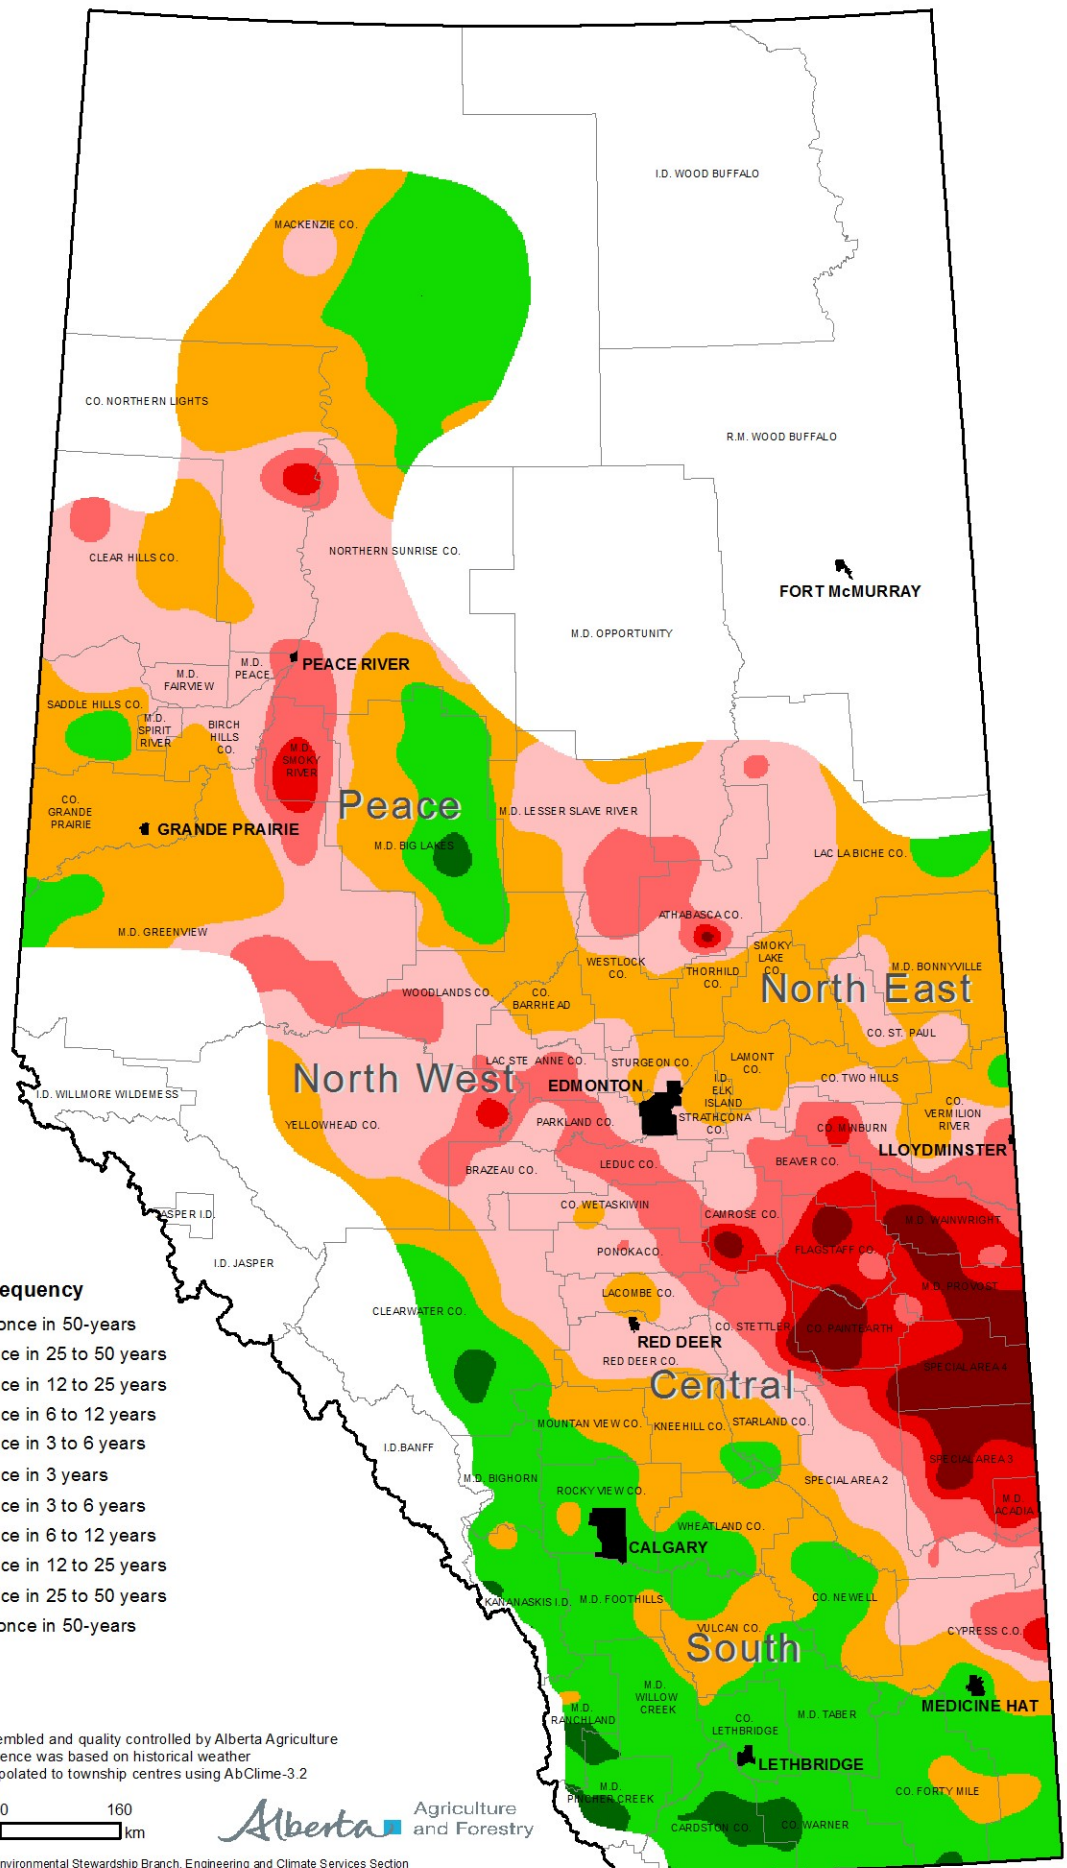 I.D. WOOD BUFFALO
MACKENZIE CO.
CO. NORTHERN LIGHTS
R.M. WOOD BUFFALO
CLEAR HILLS CO.
NORTHERN SUNRISE CO.
FORT McMURRAY
M.D. OPPORTUNITY
M.D.
PEACE
PEACE RIVER
M.D.
FAIRVIEW
SADDLE HILLS CO.
M.D.
SPIRIT
RIVER
BIRCH
HILLS
CO.
M.D.
SMOKY
RIVER
CO.
GRANDE
PRAIRIE
GRANDE PRAIRIE
Peace
M.D. LESSER SLAVE RIVER
M.D. BIG LAKES
LAC LA BICHE CO.
M.D. GREENVIEW
ATHABASCA CO.
WESTLOCK
CO.
THORHILD
CO.
SMOKY
LAKE
CO.
M.D. BONNYVILLE
North East
WOODLANDS CO.
CO.
BARRHEAD
CO. ST. PAUL
LAC STE ANNE CO.
STURGEON CO.
LAMONT
CO.
North West
EDMONTON
I.D.
ELK
ISLAND
CO. TWO HILLS
I.D. WILLMORE WILDERNESS
STRATHCONA
CO.
CO.
VERMILION
RIVER
YELLOWHEAD CO.
PARKLAND CO.
CO. MINBURN
LLOYDMINSTER
BRAZEAU CO.
LEDUC CO.
BEAVER CO.
JASPER I.D.
CO. WETASKIWIN
CAMROSE CO.
M.D. WAINWRIGHT
I.D. JASPER
PONOKA CO.
FLAGSTAFF CO.
equency
M.D. PROVOST
LACOMBE CO.
CLEARWATER CO.
once in 50-years
CO. STETTLER
CO. PAINTEARTH
RED DEER
ce in 25 to 50 years
RED DEER CO.
SPECIAL AREA 4
ce in 12 to 25 years
Central
ce in 6 to 12 years
MOUNTAIN VIEW CO.
KNEEHILL CO.
STARLAND CO.
ce in 3 to 6 years
I.D. BANFF
SPECIAL AREA 3
ce in 3 years
M.D. BIGHORN
SPECIAL AREA 2
ROCKY VIEW CO.
ce in 3 to 6 years
M.D.
ACADIA
ce in 6 to 12 years
WHEATLAND CO.
CALGARY
ce in 12 to 25 years
ce in 25 to 50 years
KANANASKIS I.D.
M.D. FOOTHILLS
CO. NEWELL
once in 50-years
VULCAN CO.
CYPRESS C.O.
South
M.D.
WILLOW
CREEK
MEDICINE HAT
M.D.
RANCHLAND
CO.
LETHBRIDGE
M.D. TABER
embled and quality controlled by Alberta Agriculture
ence was based on historical weather
polated to township centres using AbClime-3.2
LETHBRIDGE
M.D.
PINCHER CREEK
CO. FORTY MILE
0 160
km
Alberta Agriculture
and Forestry
CARDSTON CO.
CO. WARNER
nvironmental Stewardship Branch, Engineering and Climate Services Section